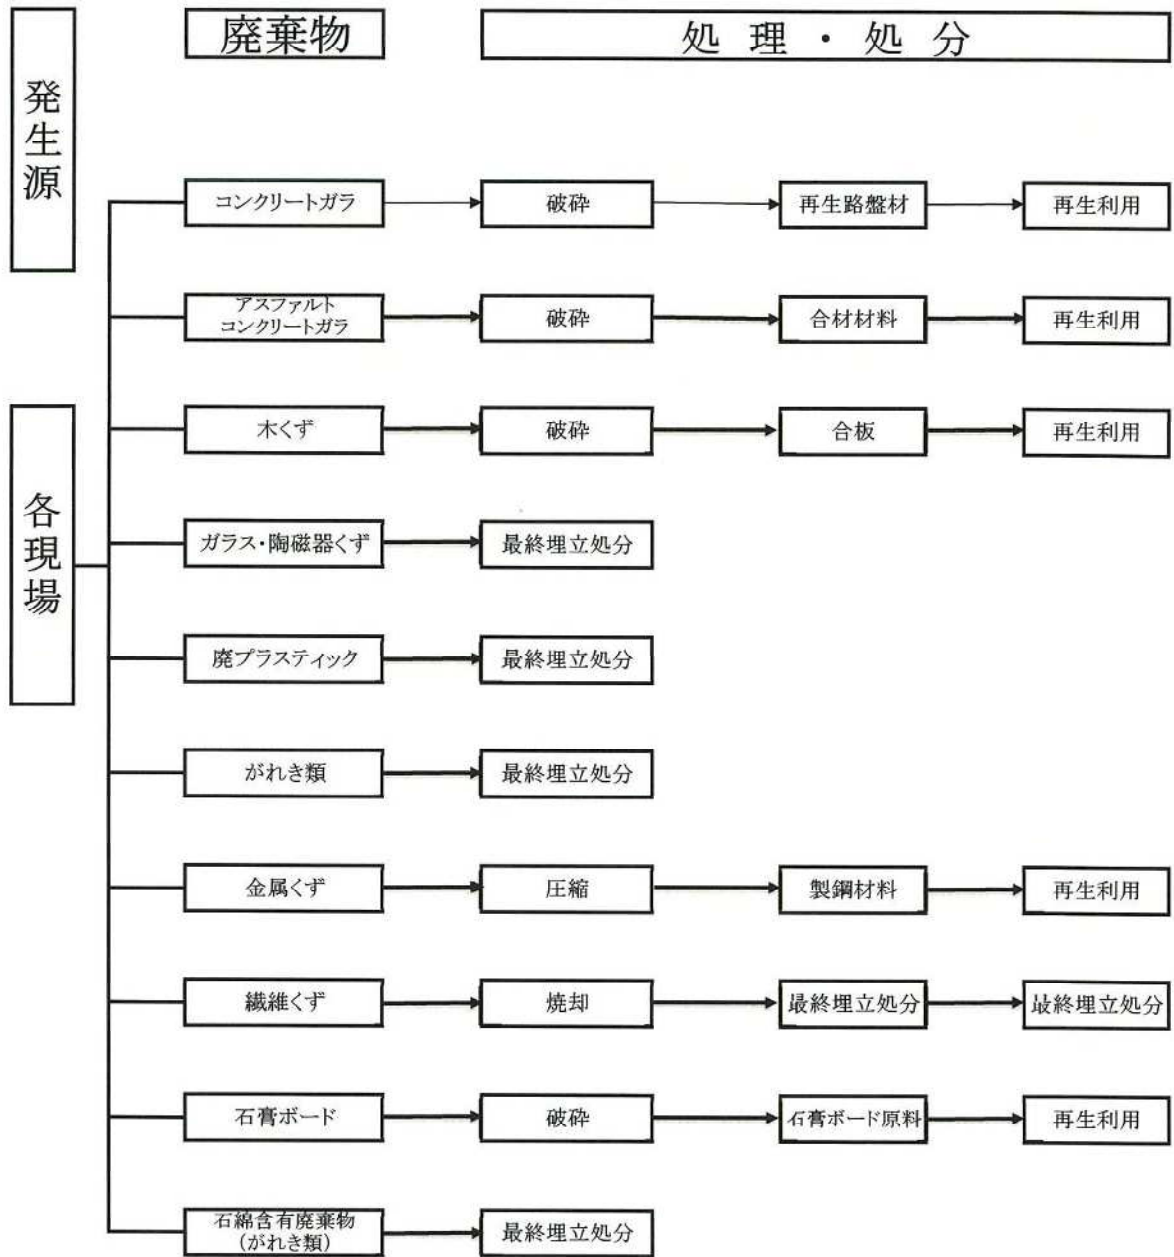 廃棄物
処理・処分
発生源
コンクリートガラ
破砕
再生路盤材
再生利用
アスファルト
コンクリートガラ
破砕
合材材料
再生利用
各現場
木くず
破砕
合板
再生利用
ガラス・陶磁器くず
最終埋立処分
廃プラスティック
最終埋立処分
がれき類
最終埋立処分
金属くず
圧縮
製鋼材料
再生利用
繊維くず
焼却
最終埋立処分
最終埋立処分
石膏ボード
破砕
石膏ボード原料
再生利用
石綿含有廃棄物
(がれき類)
最終埋立処分